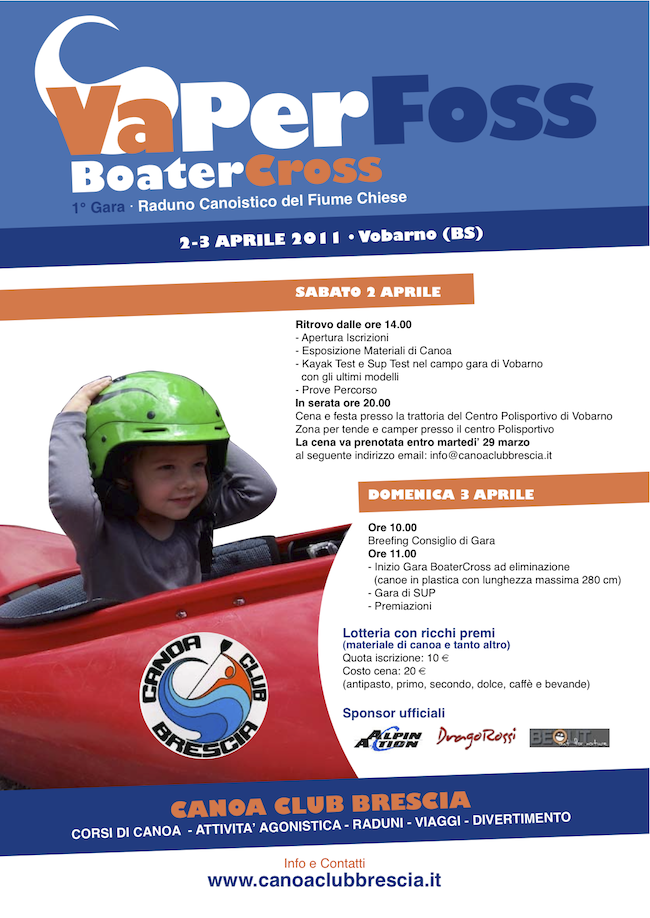 VaPerFoss
BoaterCross
1° Gara · Raduno Canoistico del Fiume Chiese
2-3 APRILE 2011 • Vobarno (BS)
SABATO 2 APRILE
Ritrovo dalle ore 14.00
- Apertura Iscrizioni
- Esposizione Materiali di Canoa
- Kayak Test e Sup Test nel campo gara di Vobarno
con gli ultimi modelli
- Prove Percorso
In serata ore 20.00
Cena e festa presso la trattoria del Centro Polisportivo di Vobarno
Zona per tende e camper presso il centro Polisportivo
La cena va prenotata entro martedi' 29 marzo
al seguente indirizzo email: info@canoaclubbrescia.it
DOMENICA 3 APRILE
Ore 10.00
Breefing Consiglio di Gara
Ore 11.00
- Inizio Gara BoaterCross ad eliminazione
(canoe in plastica con lunghezza massima 280 cm)
- Gara di SUP
- Premiazioni
Lotteria con ricchi premi
(materiale di canoa e tanto altro)
Quota iscrizione: 10 €
Costo cena: 20 €
(antipasto, primo, secondo, dolce, caffè e bevande)
Sponsor ufficiali
ALPIN
ACTION
DragoRossi
BEOUT
CANOA CLUB
BRESCIA
CANOA CLUB BRESCIA
CORSI DI CANOA - ATTIVITA' AGONISTICA - RADUNI - VIAGGI - DIVERTIMENTO
Info e Contatti
www.canoaclubbrescia.it